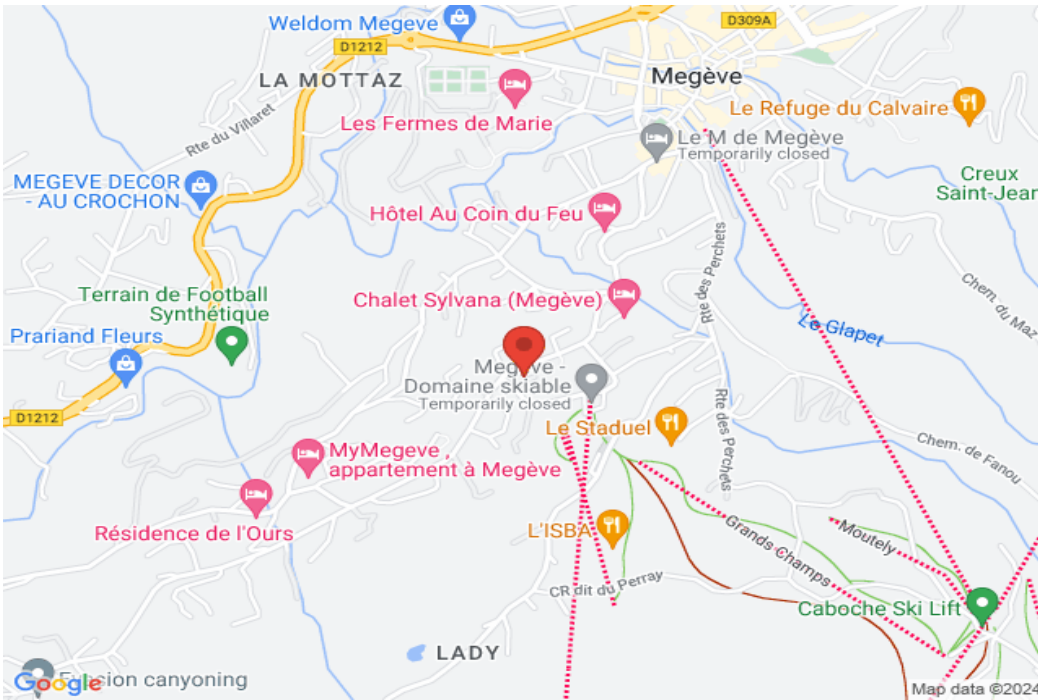 Weldom Megeve
D309A
D1212
LA MOTTAZ
Megève
Les Fermes de Marie
Le Refuge du Calvaire
Rte du Villaret
Le M de Megève
Temporarily closed
MEGEVE DECOR
- AU CROCHON
Creux
Saint-Jean
Hôtel Au Coin du Feu
Rte des Perchets
Chem. du Maz
Terrain de Football
Synthétique
Chalet Sylvana (Megève)
Le Glapet
Prariand Fleurs
Megève -
Domaine skiable
Temporarily closed
D1212
Le Staduel
Rte des Perchets
Chem. de Fanou
MyMegeve ,
appartement à Megève
Résidence de l'Ours
L'ISBA
Grands Champs
Moutely
CR dit du Perray
Caboche Ski Lift
LADY
Google
canyoning
Map data ©2024